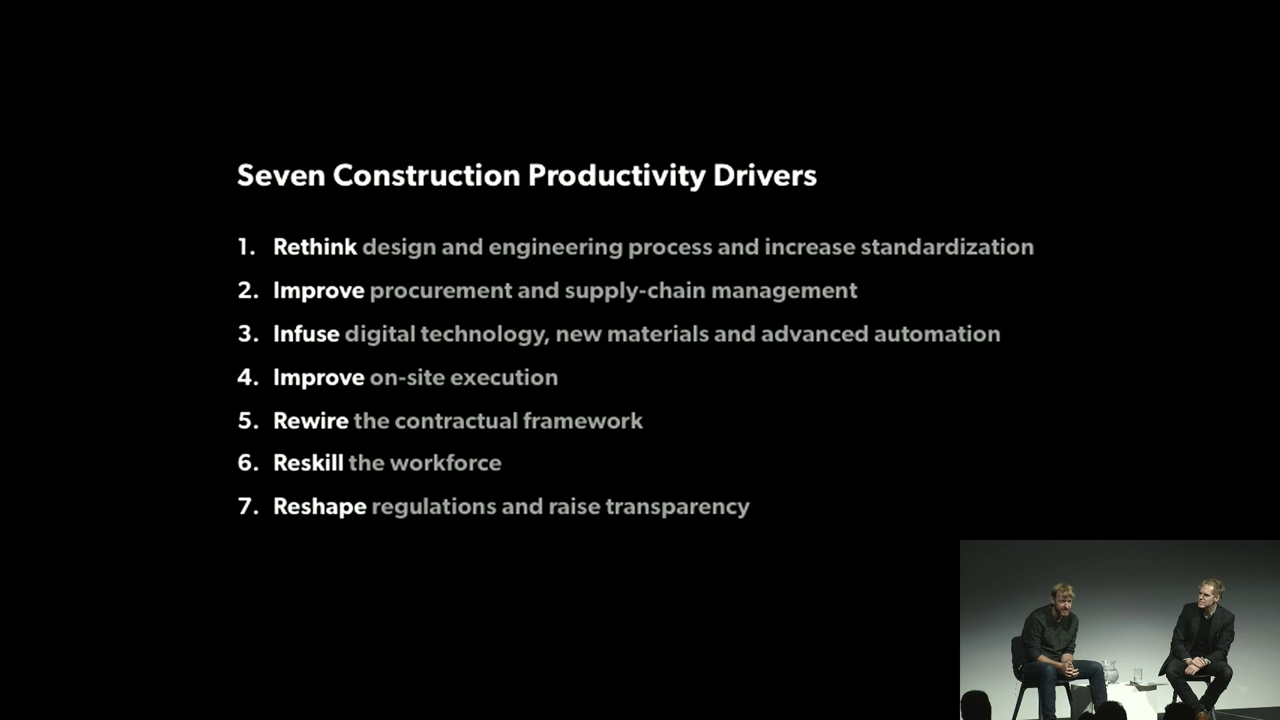 Seven Construction Productivity Drivers
1. Rethink design and engineering process and increase standardization
2. Improve procurement and supply-chain management
3. Infuse digital technology, new materials and advanced automation
4. Improve on-site execution
5. Rewire the contractual framework
6. Reskill the workforce
7. Reshape regulations and raise transparency